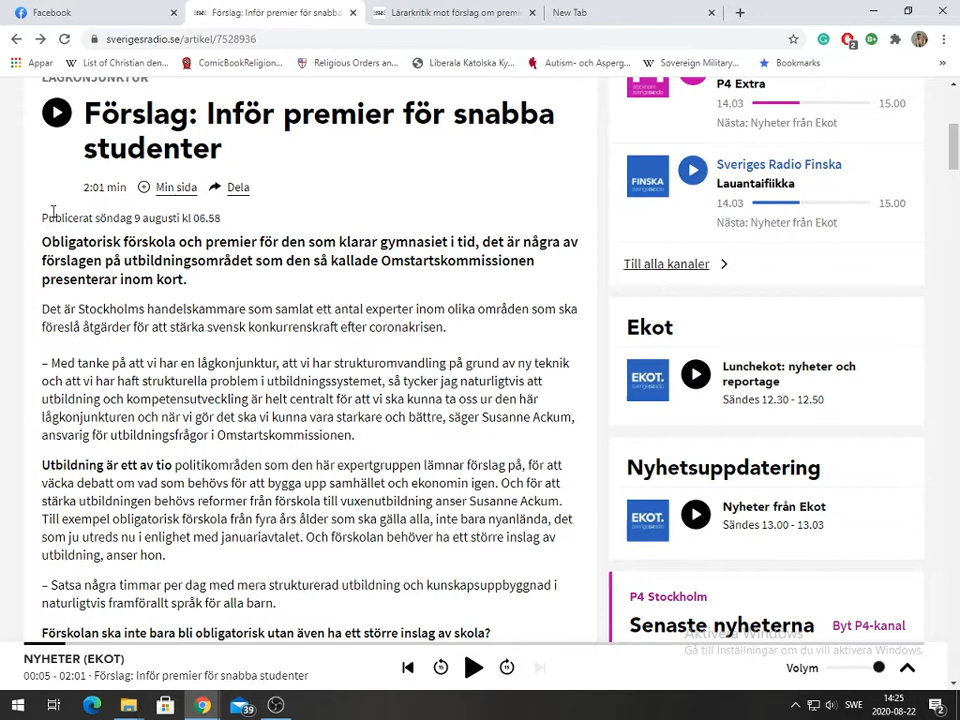 Facebook
Förslag: Inför premier för snabba
Lärarkritik mot förslag om premi
New Tab
sverigesradio.se/artikel/7528936
Appar
List of Christian den...
ComicBookReligion...
Religious Orders an...
Liberala Katolska Ky...
Autism- och Asperg...
Sovereign Military...
Bookmarks
LÅGKONJUNKTUR
Förslag: Inför premier för snabba
studenter
2:01 min
Min sida
Dela
Publicerat söndag 9 augusti kl 06.58
Obligatorisk förskola och premier för den som klarar gymnasiet i tid, det är några av
förslagen på utbildningsområdet som den så kallade Omstartskommissionen
presenterar inom kort.
Det är Stockholms handelskammare som samlat ett antal experter inom olika områden som ska
föreslå åtgärder för att stärka svensk konkurrenskraft efter coronakrisen.
– Med tanke på att vi har en lågkonjunktur, att vi har strukturomvandling på grund av ny teknik
och att vi har haft strukturella problem i utbildningssystemet, så tycker jag naturligtvis att
utbildning och kompetensutveckling är helt centralt för att vi ska kunna ta oss ur den här
lågkonjunkturen och när vi gör det ska vi kunna vara starkare och bättre, säger Susanne Ackum,
ansvarig för utbildningsfrågor i Omstartskommissionen.
Utbildning är ett av tio politikområden som den här expertgruppen lämnar förslag på, för att
väcka debatt om vad som behövs för att bygga upp samhället och ekonomin igen. Och för att
stärka utbildningen behövs reformer från förskola till vuxenutbildning anser Susanne Ackum.
Till exempel obligatorisk förskola från fyra års ålder som ska gälla alla, inte bara nyanlända, det
som ju utreds nu i enlighet med januariavtalet. Och förskolan behöver ha ett större inslag av
utbildning, anser hon.
– Satsa några timmar per dag med mera strukturerad utbildning och kunskapsuppbyggnad i
naturligtvis framförallt språk för alla barn.
Förskolan ska inte bara bli obligatorisk utan även ha ett större inslag av skola?
P4 Extra
14.03
15.00
Nästa: Nyheter från Ekot
FINSKA
Sveriges Radio Finska
Lauantaifiikka
14.03
15.00
Nästa: Nyheter från Ekot
Till alla kanaler
Ekot
EKOT.
Lunchekot: nyheter och
reportage
Sändes 12.30 - 12.50
Nyhetsuppdatering
EKOT.
Nyheter från Ekot
Sändes 13.00 - 13.03
P4 Stockholm
Senaste nyheterna
Byt P4-kanal
Aktivera Windows
Gå till Inställningar om du vill aktivera Windows.
NYHETER (EKOT)
00:05 - 02:01 · Förslag: Inför premier för snabba studenter
15
15
Volym
39
SWE
14:25
2020-08-22
2